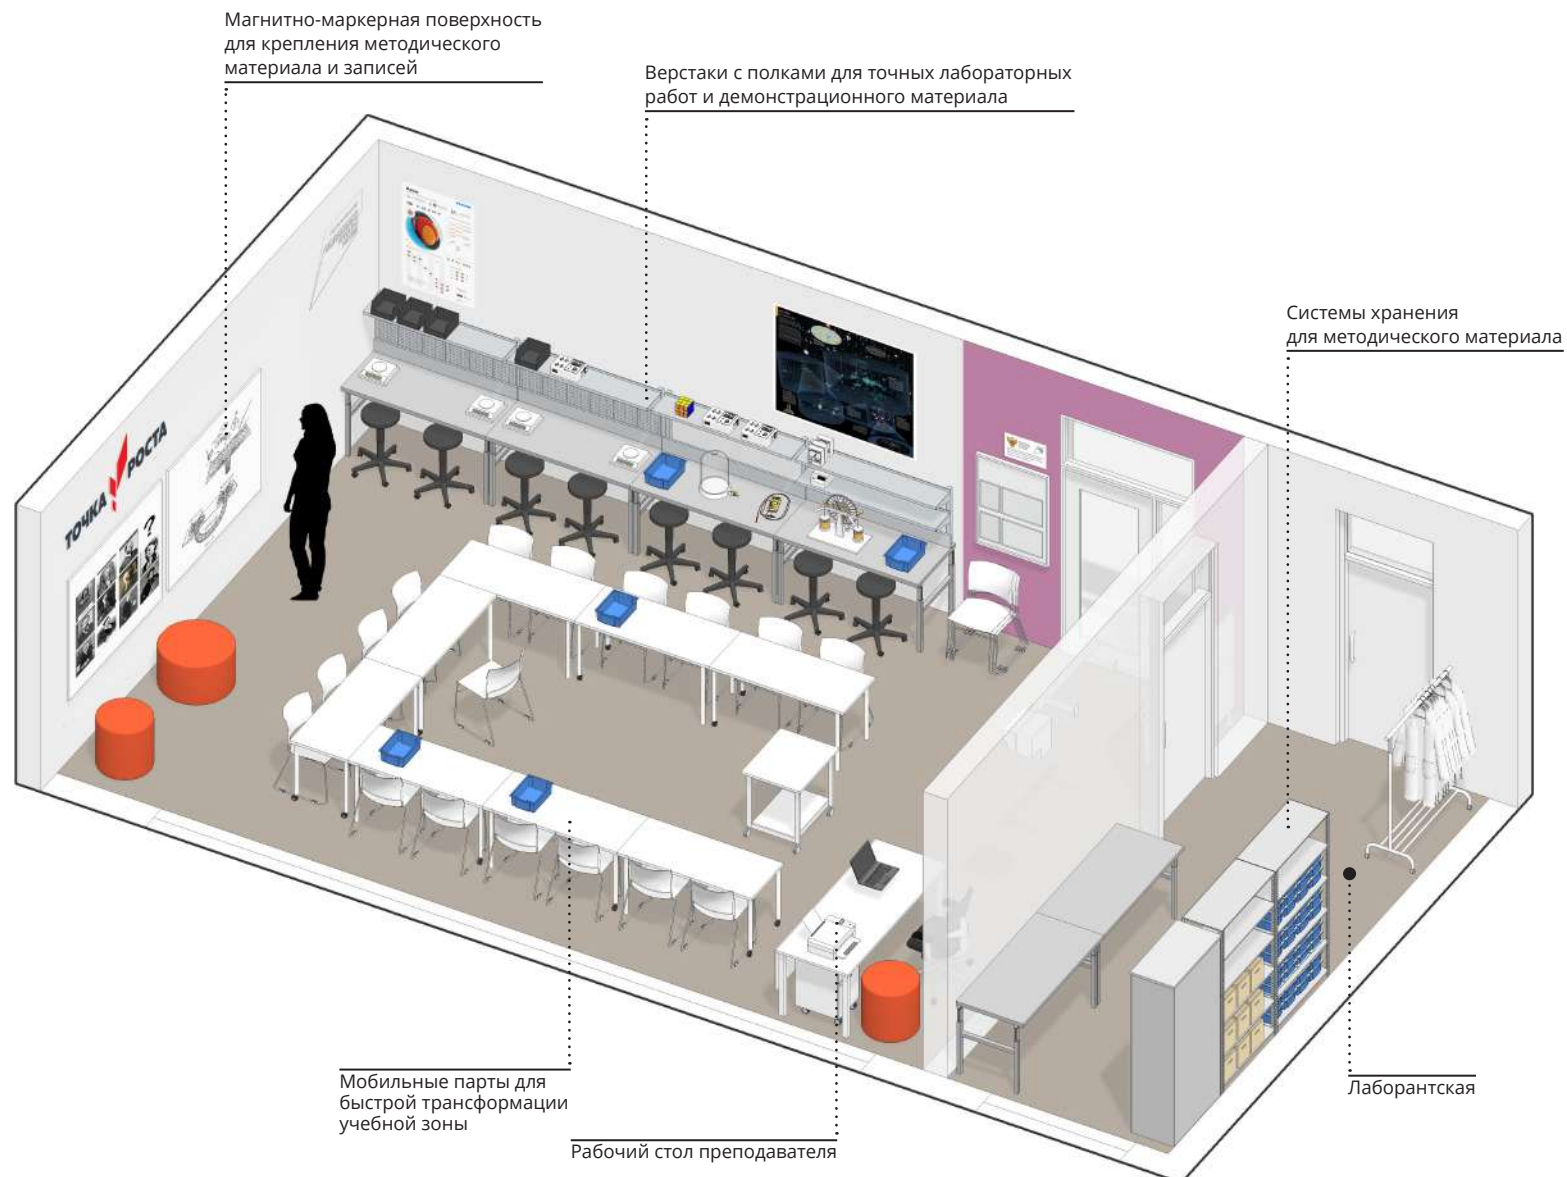 Магнитно-маркерная поверхность
для крепления методического
материала и записей
Верстаки с полками для точных лабораторных
работ и демонстрационного материала
Системы хранения
для методического материала
ТОЧКА РОСТА
?
Мобильные парты для
быстрой трансформации
учебной зоны
Рабочий стол преподавателя
Лаборантская